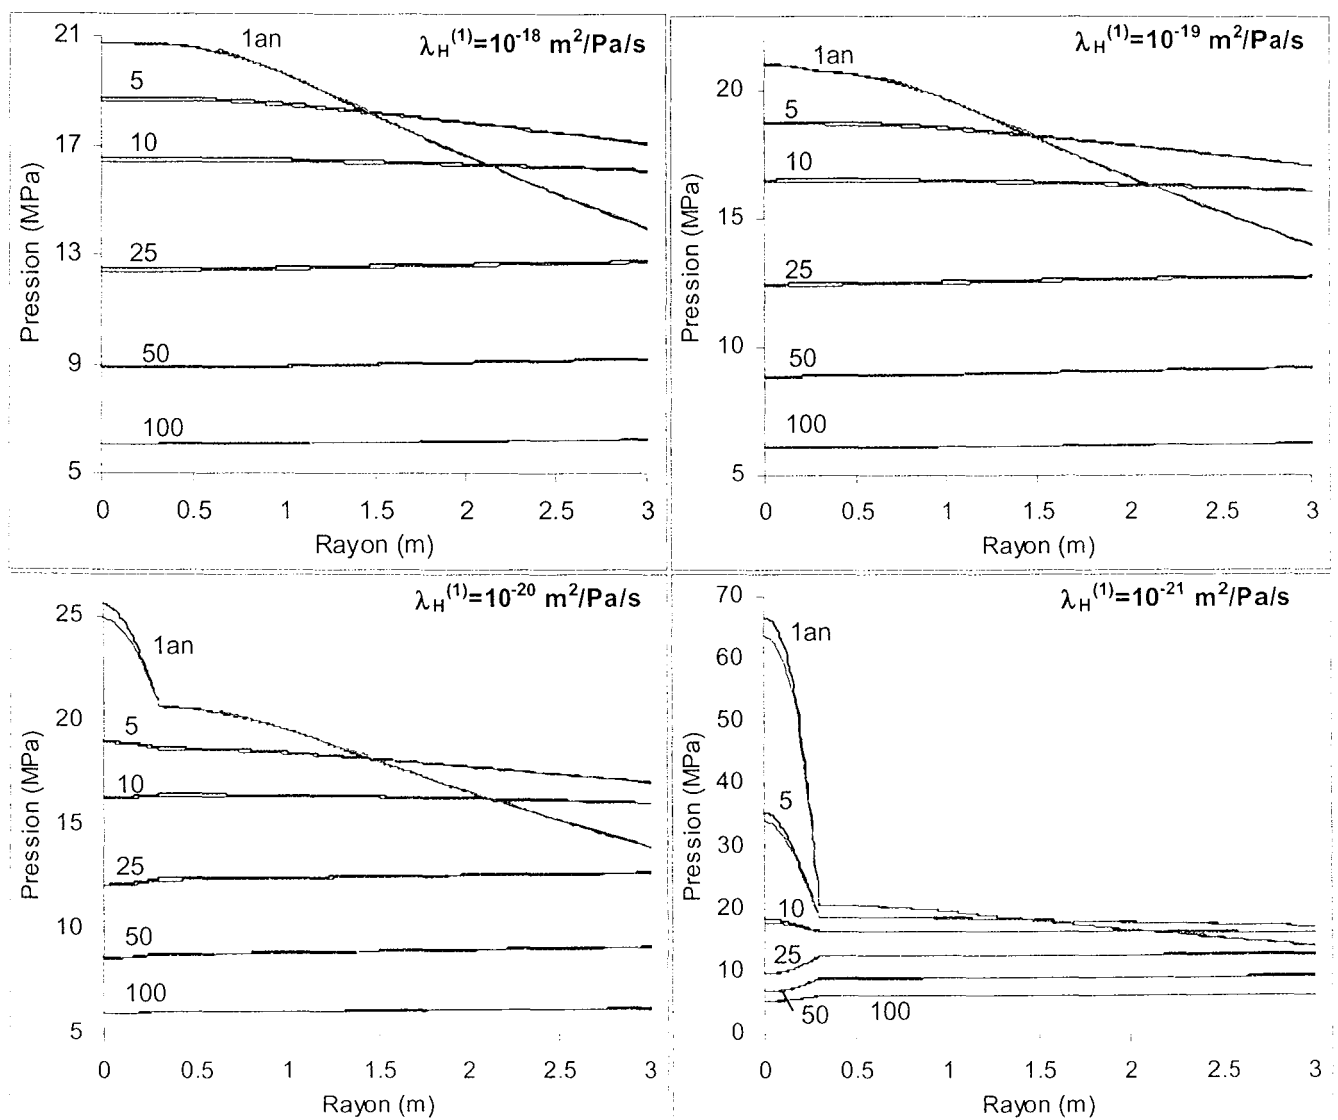 λH(1)=10-18 m2/Pa/s
21
1an
5
17
10
Pression (MPa)
25
13
50
9
100
5
0 0.5 1 1.5 2 2.5 3
Rayon (m)
λH(1)=10-19 m2/Pa/s
1an
20
5
10
Pression (MPa)
15
25
10
50
100
5
0 0.5 1 1.5 2 2.5 3
Rayon (m)
λH(1)=10-20 m2/Pa/s
25
1an
20
5
10
Pression (MPa)
15
25
10
50
100
5
0 0.5 1 1.5 2 2.5 3
Rayon (m)
λH(1)=10-21 m2/Pa/s
70
1an
60
50
Pression (MPa)
40
5
30
20
10
25
10
50 100
0
0 0.5 1 1.5 2 2.5 3
Rayon (m)